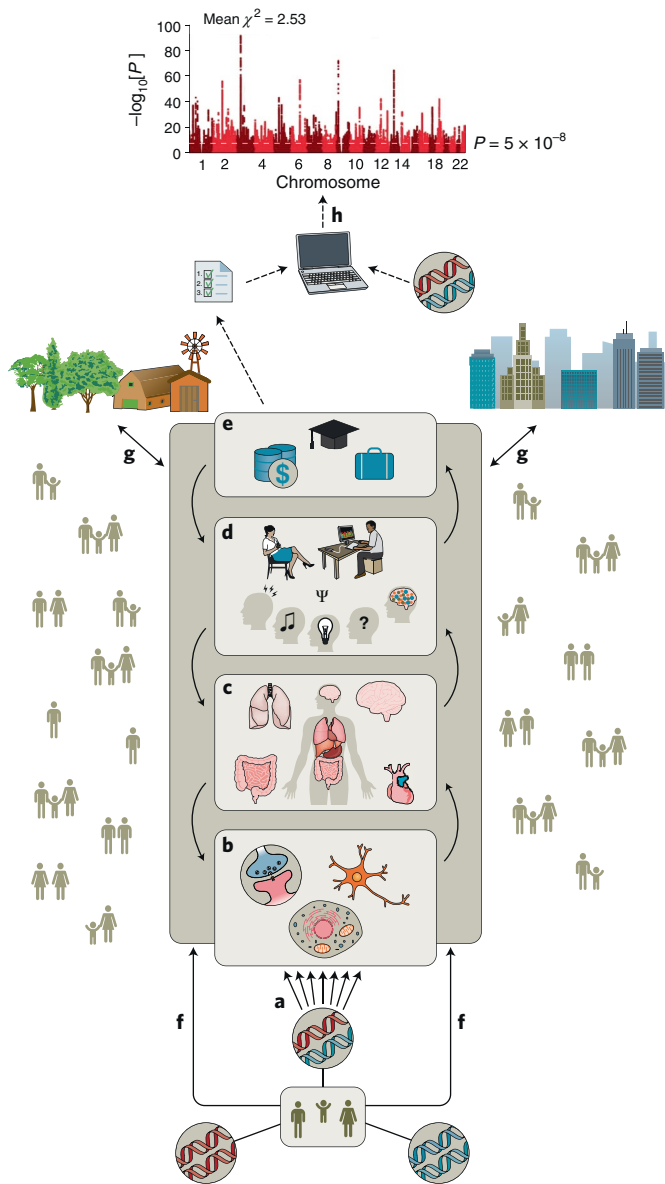 Mean χ² = 2.53
–log₁₀[P]
100
80
60
40
20
0
P = 5 × 10⁻⁸
1 2 4 6 8 10 12 14 18 22
Chromosome
h
1.
2.
3.
g
g
e
$
d
Ψ
?
c
b
a
f
f